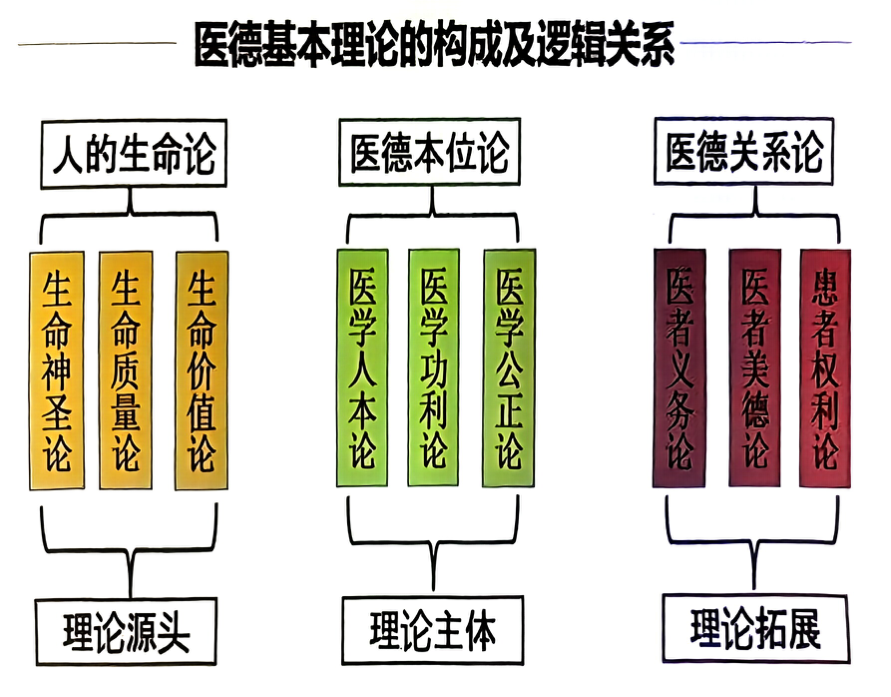 医德基本理论的构成及逻辑关系
人的生命论
医德本位论
医德关系论
生命神圣论
生命质量论
生命价值论
医学人本论
医学功利论
医学公正论
医者义务论
医者美德论
患者权利论
理论源头
理论主体
理论拓展